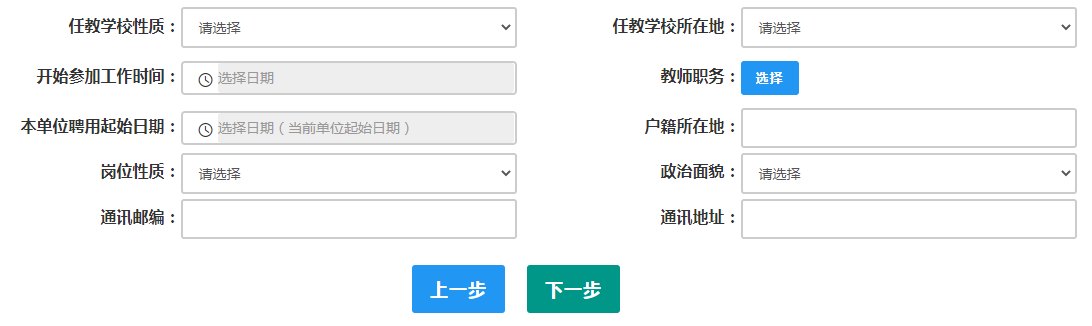 任教学校性质： 请选择 任教学校所在地： 请选择
开始参加工作时间： 选择日期 教师职务： 选择
本单位聘用起始日期： 选择日期（当前单位起始日期） 户籍所在地：
岗位性质： 请选择 政治面貌： 请选择
通讯邮编： 通讯地址：
上一步 下一步